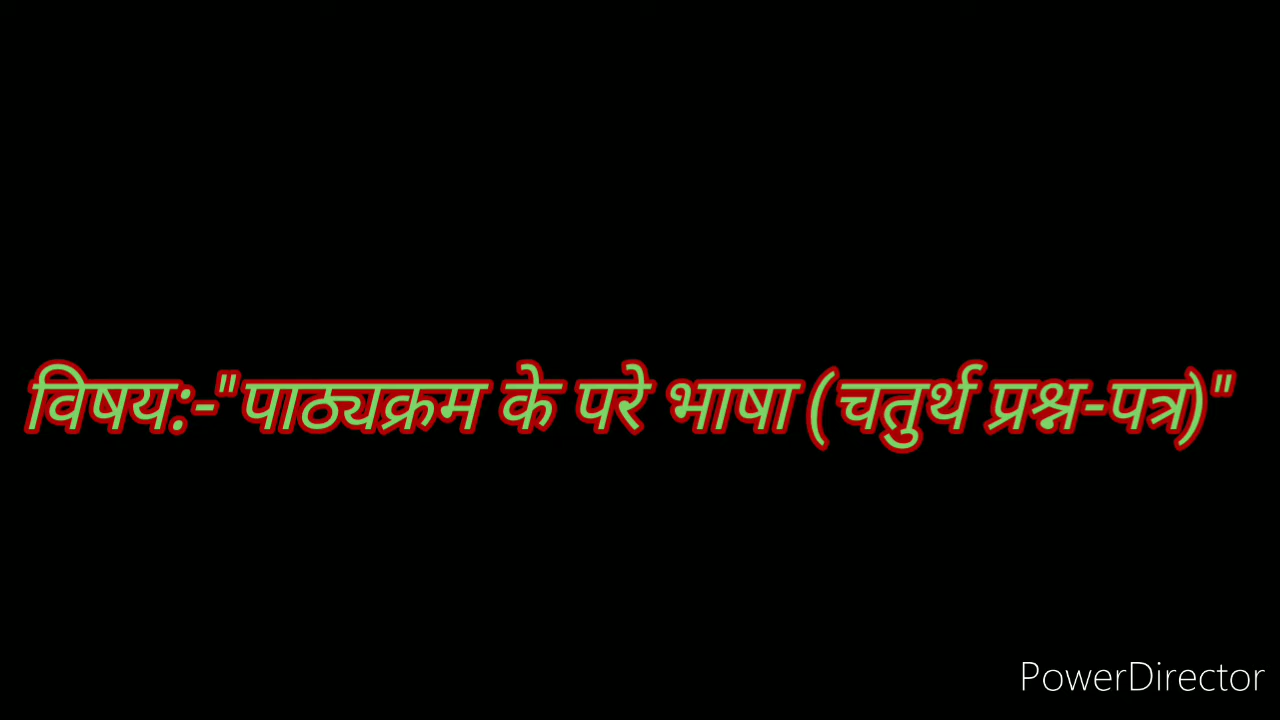 विषय:-"पाठ्यक्रम के परे भाषा (चतुर्थ प्रश्न-पत्र)"
PowerDirector